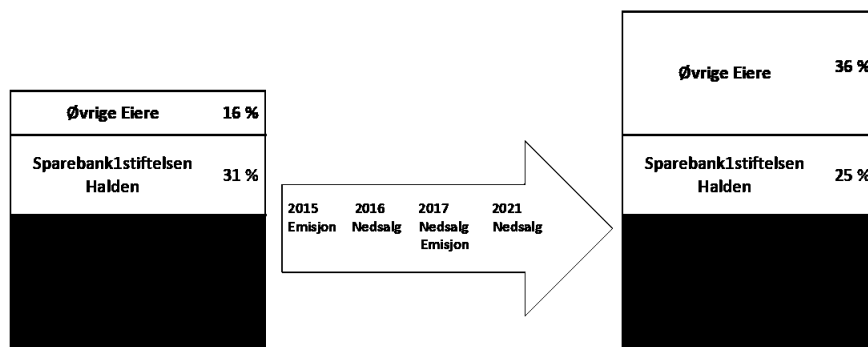 Øvrige Eiere 16 %
Sparebank1stiftelsen
Halden
31 %
2015
Emisjon
2016
Nedsalg
2017
Nedsalg
Emisjon
2021
Nedsalg
Øvrige Eiere 36 %
Sparebank1stiftelsen
Halden
25 %